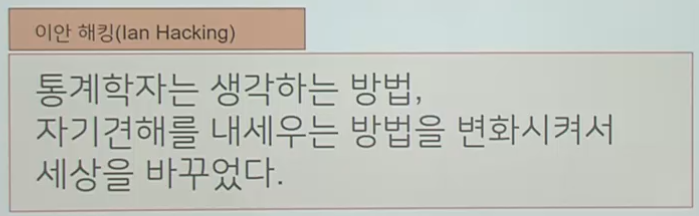 이안 해킹(Ian Hacking)
통계학자는 생각하는 방법,
자기견해를 내세우는 방법을 변화시켜서
세상을 바꾸었다.